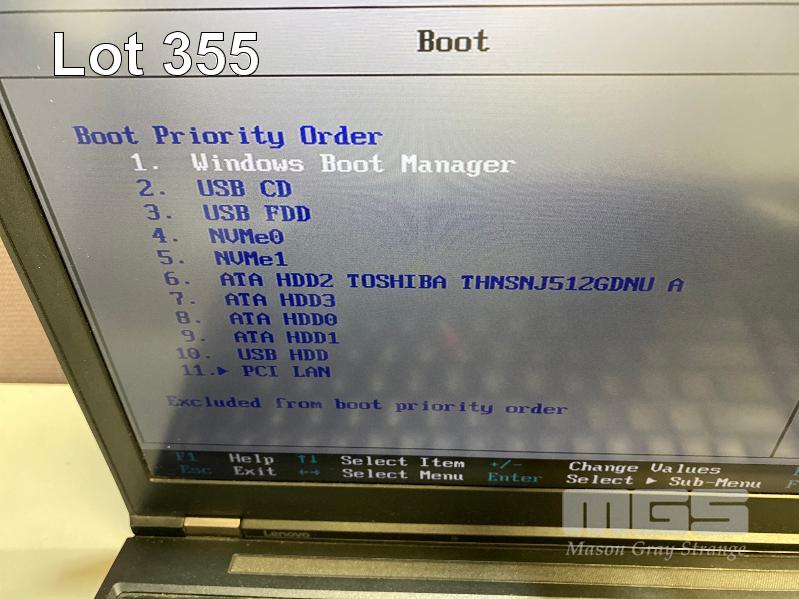 Lot 355
Boot
Boot Priority Order
1. Windows Boot Manager
2. USB CD
3. USB FDD
4. NVMe0
5. NVMe1
6. ATA HDD2 TOSHIBA THNSNJ512GDNU A
7. ATA HDD3
8. ATA HDD0
9. ATA HDD1
10. USB HDD
11.▶ PCI LAN
Excluded from boot priority order
F1 Help ↑↓ Select Item +/- Change Values
Esc Exit ←→ Select Menu Enter Select ▶ Sub-Menu
MGS
Mason Gray Strange
Lenovo